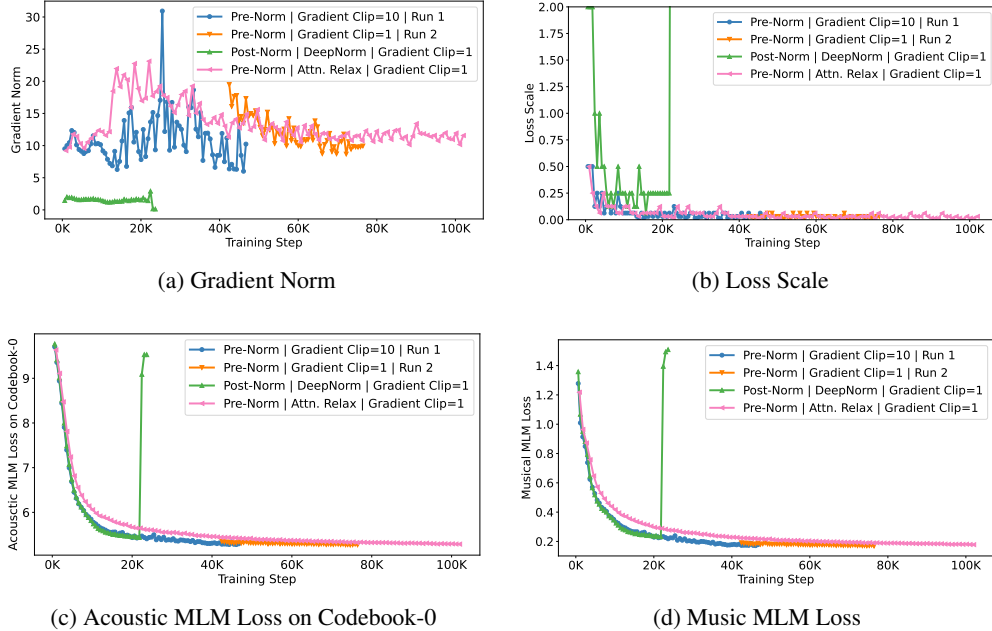 Gradient Norm
30
25
20
15
10
5
0
0K 20K 40K 60K 80K 100K
Training Step
Pre-Norm | Gradient Clip=10 | Run 1
Pre-Norm | Gradient Clip=1 | Run 2
Post-Norm | DeepNorm | Gradient Clip=1
Pre-Norm | Attn. Relax | Gradient Clip=1
(a) Gradient Norm
Loss Scale
2.00
1.75
1.50
1.25
1.00
0.75
0.50
0.25
0.00
0K 20K 40K 60K 80K 100K
Training Step
Pre-Norm | Gradient Clip=10 | Run 1
Pre-Norm | Gradient Clip=1 | Run 2
Post-Norm | DeepNorm | Gradient Clip=1
Pre-Norm | Attn. Relax | Gradient Clip=1
(b) Loss Scale
Acousctic MLM Loss on Codebook-0
9
8
7
6
0K 20K 40K 60K 80K 100K
Training Step
Pre-Norm | Gradient Clip=10 | Run 1
Pre-Norm | Gradient Clip=1 | Run 2
Post-Norm | DeepNorm | Gradient Clip=1
Pre-Norm | Attn. Relax | Gradient Clip=1
(c) Acoustic MLM Loss on Codebook-0
Musical MLM Loss
1.4
1.2
1.0
0.8
0.6
0.4
0.2
0K 20K 40K 60K 80K 100K
Training Step
Pre-Norm | Gradient Clip=10 | Run 1
Pre-Norm | Gradient Clip=1 | Run 2
Post-Norm | DeepNorm | Gradient Clip=1
Pre-Norm | Attn. Relax | Gradient Clip=1
(d) Music MLM Loss